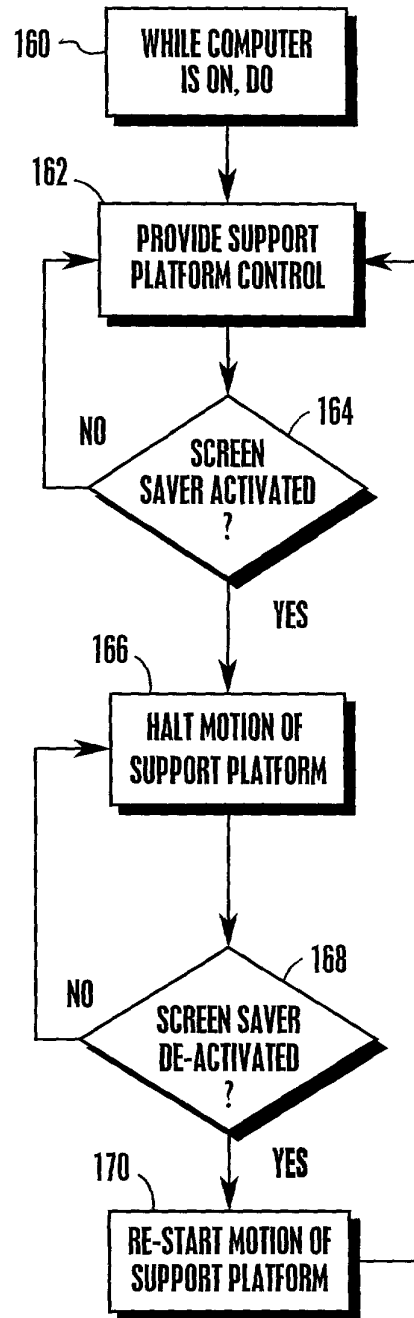 160
WHILE COMPUTER
IS ON, DO
162
PROVIDE SUPPORT
PLATFORM CONTROL
164
NO
SCREEN
SAVER ACTIVATED
?
YES
166
HALT MOTION OF
SUPPORT PLATFORM
168
NO
SCREEN SAVER
DE-ACTIVATED
?
YES
170
RE-START MOTION OF
SUPPORT PLATFORM